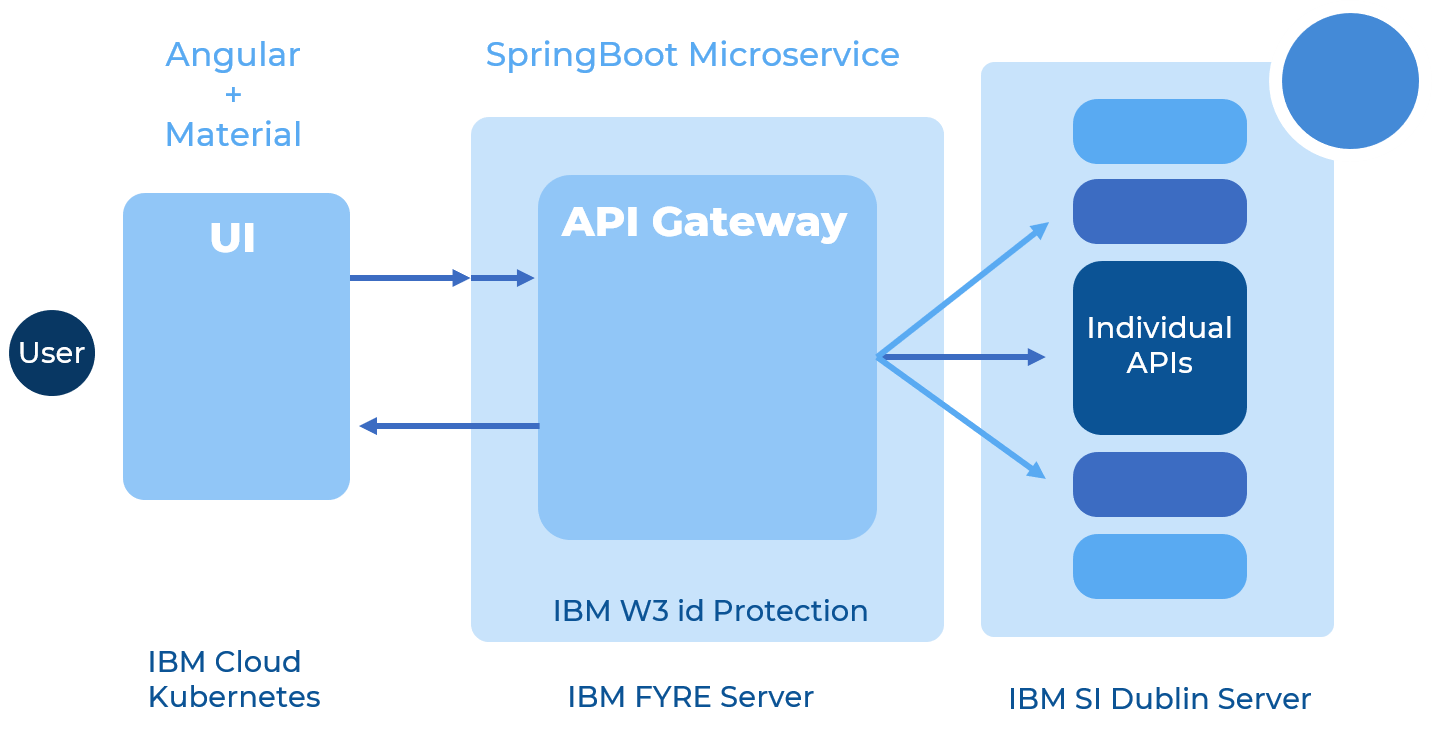 Angular
+
Material
SpringBoot Microservice
UI
API Gateway
User
Individual
APIs
IBM W3 id Protection
IBM Cloud
Kubernetes
IBM FYRE Server
IBM SI Dublin Server